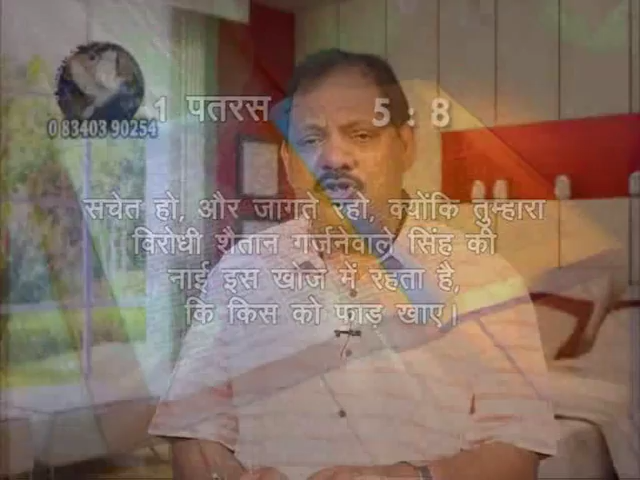 1 पतरस 5 : 8
0 83403 90254
सचेत हो, और जागते रहो, क्योंकि तुम्हारा
विरोधी शैतान गर्जनेवाले सिंह की
नाईं इस खोज में रहता है,
कि किस को फाड़ खाए।